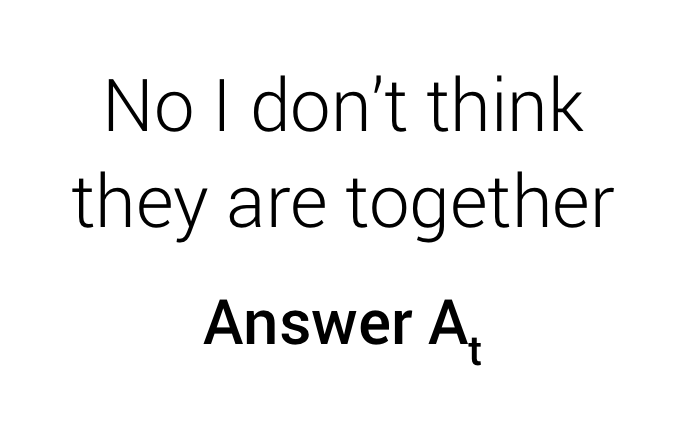 No I don’t think
they are together
Answer Aₜ